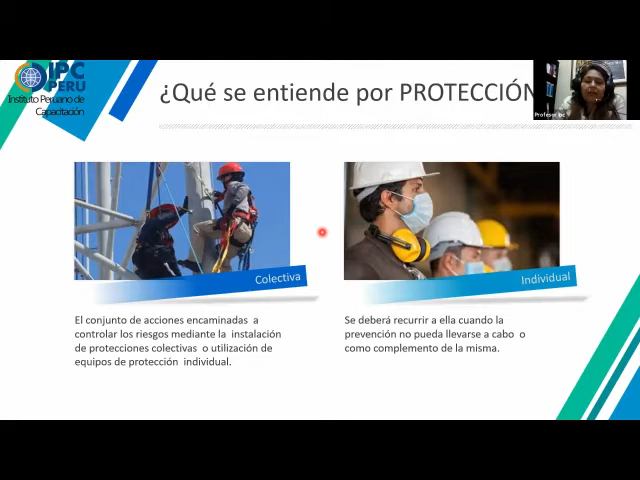 IPC
PERU
Instituto Peruano de
Capacitación
¿Qué se entiende por PROTECCIÓN
Profesor Ipc
Colectiva
Individual
El conjunto de acciones encaminadas a
controlar los riesgos mediante la instalación
de protecciones colectivas o utilización de
equipos de protección individual.
Se deberá recurrir a ella cuando la
prevención no pueda llevarse a cabo o
como complemento de la misma.